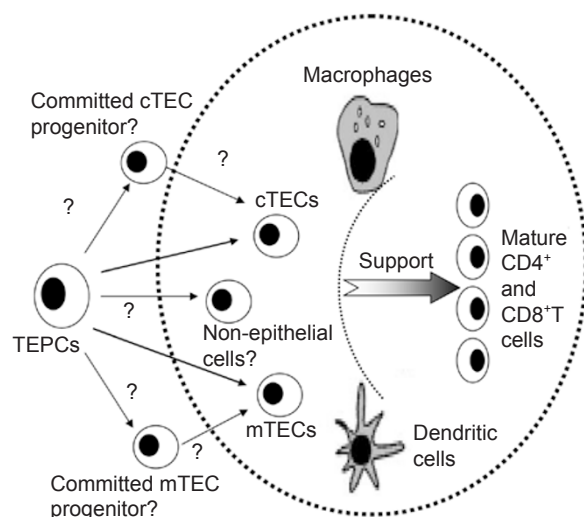 Macrophages
Committed cTEC
progenitor?
?
cTECs
?
Support
Mature
CD4⁺
and
CD8⁺T
cells
TEPCs
?
Non-epithelial
cells?
?
mTECs
?
Dendritic
cells
Committed mTEC
progenitor?